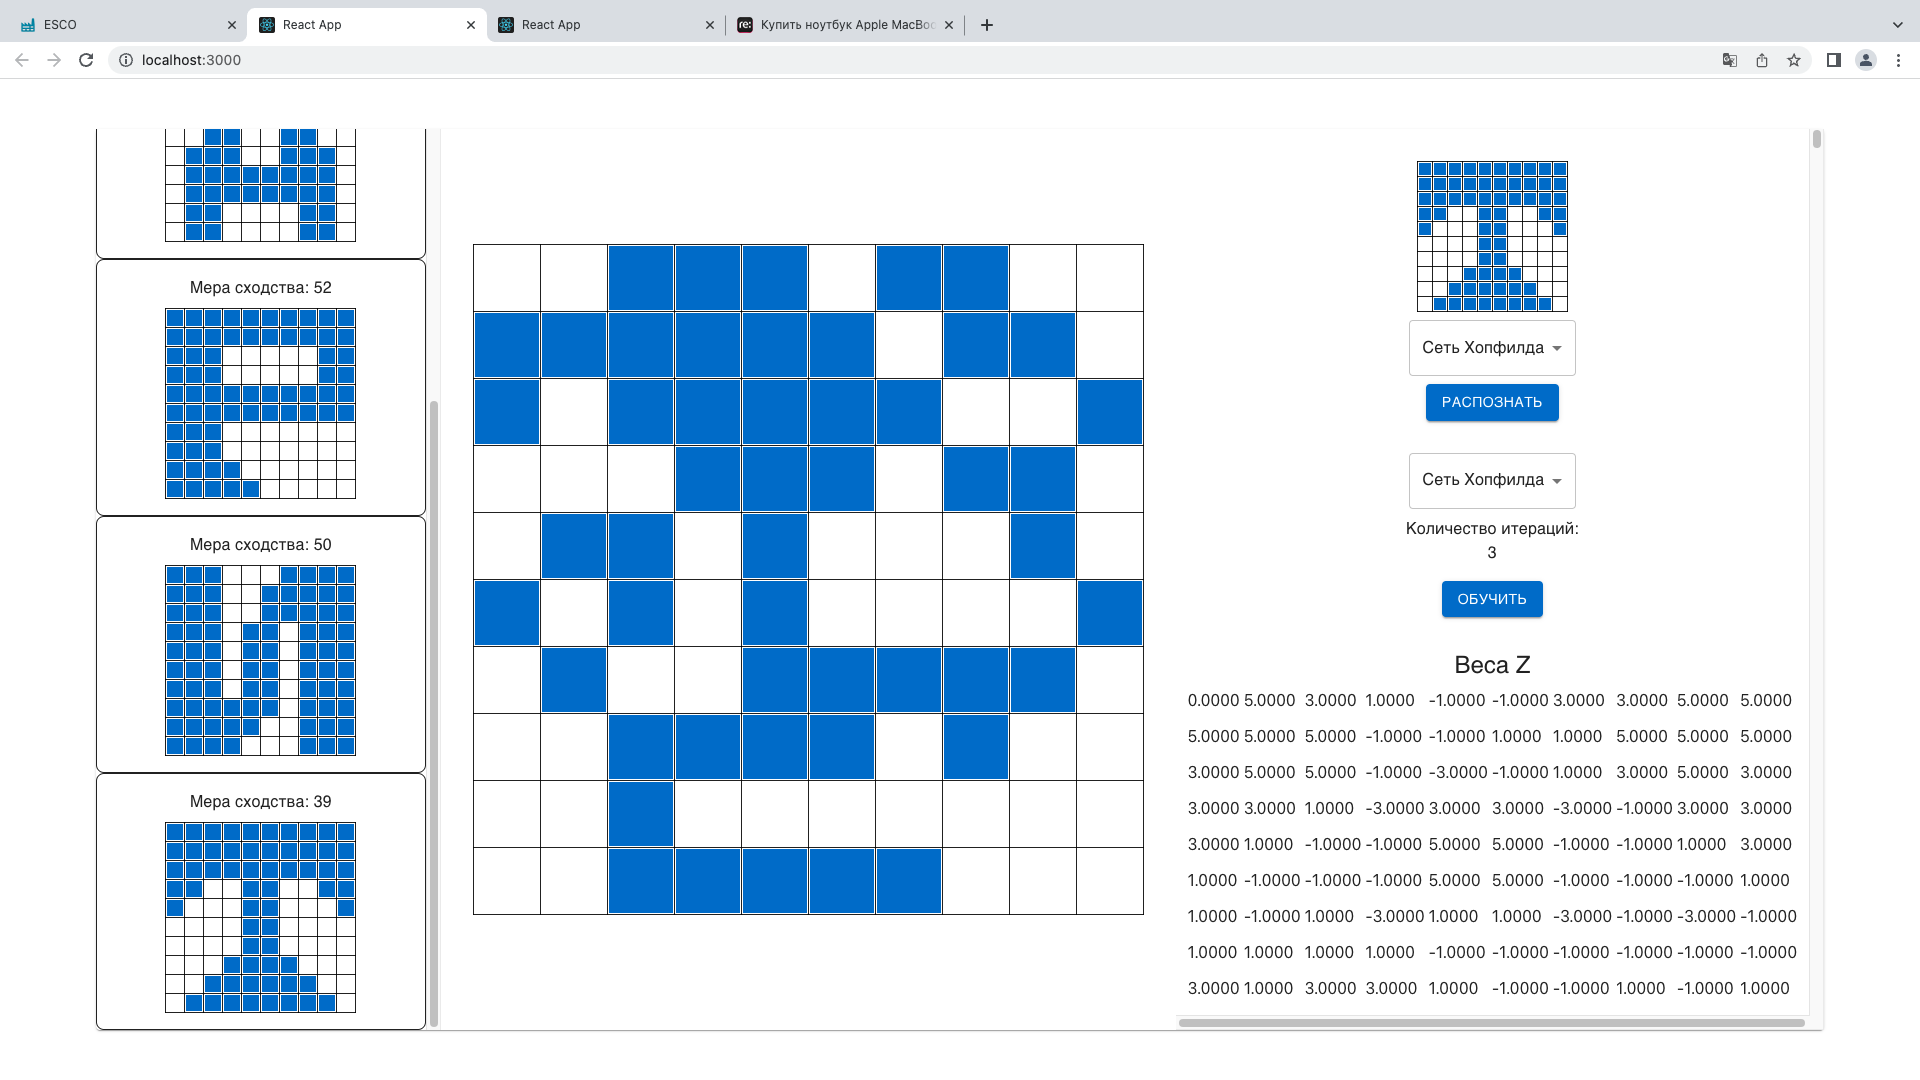 ESCO
React App
React App
re: Купить ноутбук Apple MacBoo
localhost:3000
Мера сходства: 52
Мера сходства: 50
Мера сходства: 39
Сеть Хопфилда
РАСПОЗНАТЬ
Сеть Хопфилда
Количество итераций:
3
ОБУЧИТЬ
Веса Z
0.0000 5.0000 3.0000 1.0000 -1.0000 -1.0000 3.0000 3.0000 5.0000 5.0000
5.0000 5.0000 5.0000 -1.0000 -1.0000 1.0000 1.0000 5.0000 5.0000 5.0000
3.0000 5.0000 5.0000 -1.0000 -3.0000 -1.0000 1.0000 3.0000 5.0000 3.0000
3.0000 3.0000 1.0000 -3.0000 3.0000 3.0000 -3.0000 -1.0000 3.0000 3.0000
3.0000 1.0000 -1.0000 -1.0000 5.0000 5.0000 -1.0000 -1.0000 1.0000 3.0000
1.0000 -1.0000 -1.0000 -1.0000 5.0000 5.0000 -1.0000 -1.0000 -1.0000 1.0000
1.0000 -1.0000 1.0000 -3.0000 1.0000 1.0000 -3.0000 -1.0000 -3.0000 -1.0000
1.0000 1.0000 1.0000 1.0000 -1.0000 -1.0000 -1.0000 -1.0000 -1.0000 -1.0000
3.0000 1.0000 3.0000 3.0000 1.0000 -1.0000 -1.0000 1.0000 -1.0000 1.0000